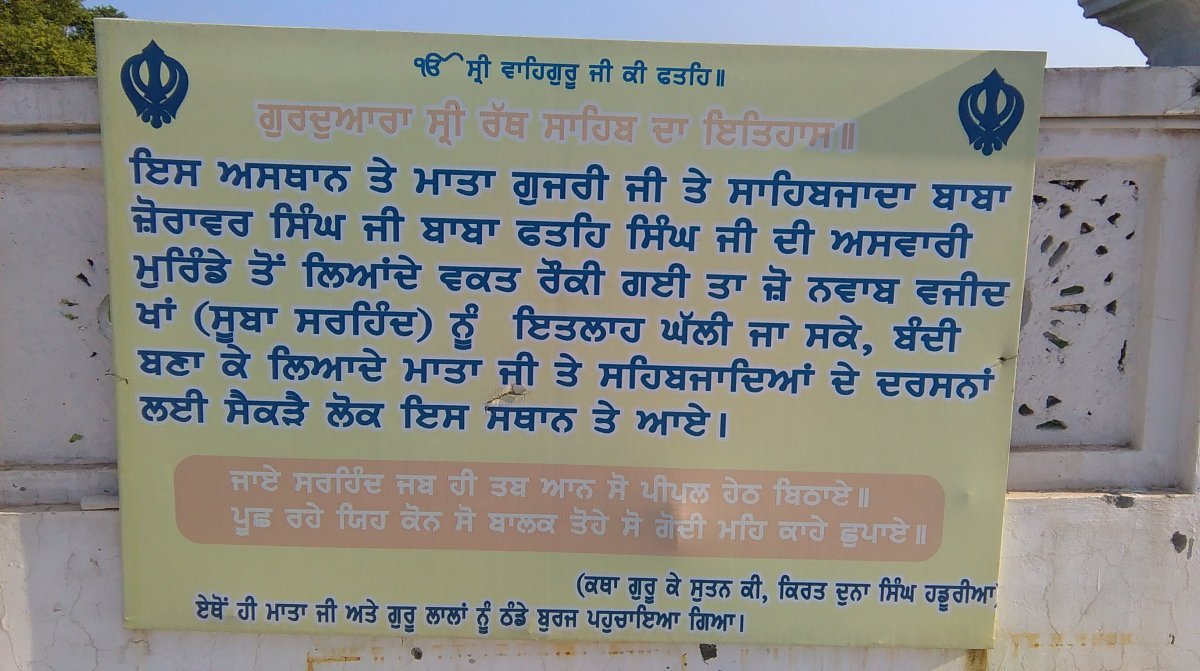 ੴ ਸ੍ਰੀ ਵਾਹਿਗੁਰੂ ਜੀ ਕੀ ਫਤਹਿ॥
ਗੁਰਦੁਆਰਾ ਸ੍ਰੀ ਰੱਥ ਸਾਹਿਬ ਦਾ ਇਤਿਹਾਸ॥
ਇਸ ਅਸਥਾਨ ਤੇ ਮਾਤਾ ਗੁਜਰੀ ਜੀ ਤੇ ਸਾਹਿਬਜਾਦਾ ਬਾਬਾ
ਜ਼ੋਰਾਵਰ ਸਿੰਘ ਜੀ ਬਾਬਾ ਫਤਹਿ ਸਿੰਘ ਜੀ ਦੀ ਅਸਵਾਰੀ
ਮੁਰਿੰਡੇ ਤੋਂ ਲਿਆਂਦੇ ਵਕਤ ਰੌਕੀ ਗਈ ਤਾ ਜ਼ੋ ਨਵਾਬ ਵਜੀਦ
ਖਾਂ (ਸੂਬਾ ਸਰਹਿੰਦ) ਨੂੰ ਇਤਲਾਹ ਘੱਲੀ ਜਾ ਸਕੇ, ਬੰਦੀ
ਬਣਾ ਕੇ ਲਿਆਦੇ ਮਾਤਾ ਜੀ ਤੇ ਸਹਿਬਜਾਦਿਆਂ ਦੇ ਦਰਸਨਾਂ
ਲਈ ਸੈਕੜੈ ਲੋਕ ਇਸ ਸਥਾਨ ਤੇ ਆਏ।
ਜਾਏ ਸਰਹਿੰਦ ਜਬ ਹੀ ਤਬ ਆਨ ਸੋ ਪੀਪਲ ਹੇਠ ਬਿਠਾਏ॥
ਪੂਛ ਰਹੇ ਯਿਹ ਕੋਨ ਸੋ ਬਾਲਕ ਤੋਹੇ ਸੋ ਗੋਦੀ ਮਹਿ ਕਾਹੇ ਛੁਪਾਏ॥
(ਕਥਾ ਗੁਰੂ ਕੇ ਸੁਤਨ ਕੀ, ਕਿਰਤ ਦੁਨਾ ਸਿੰਘ ਹਡੂਰੀਆ
ਏਥੋਂ ਹੀ ਮਾਤਾ ਜੀ ਅਤੇ ਗੁਰੂ ਲਾਲਾਂ ਨੂੰ ਠੰਡੇ ਬੁਰਜ ਪਹੁਚਾਇਆ ਗਿਆ।